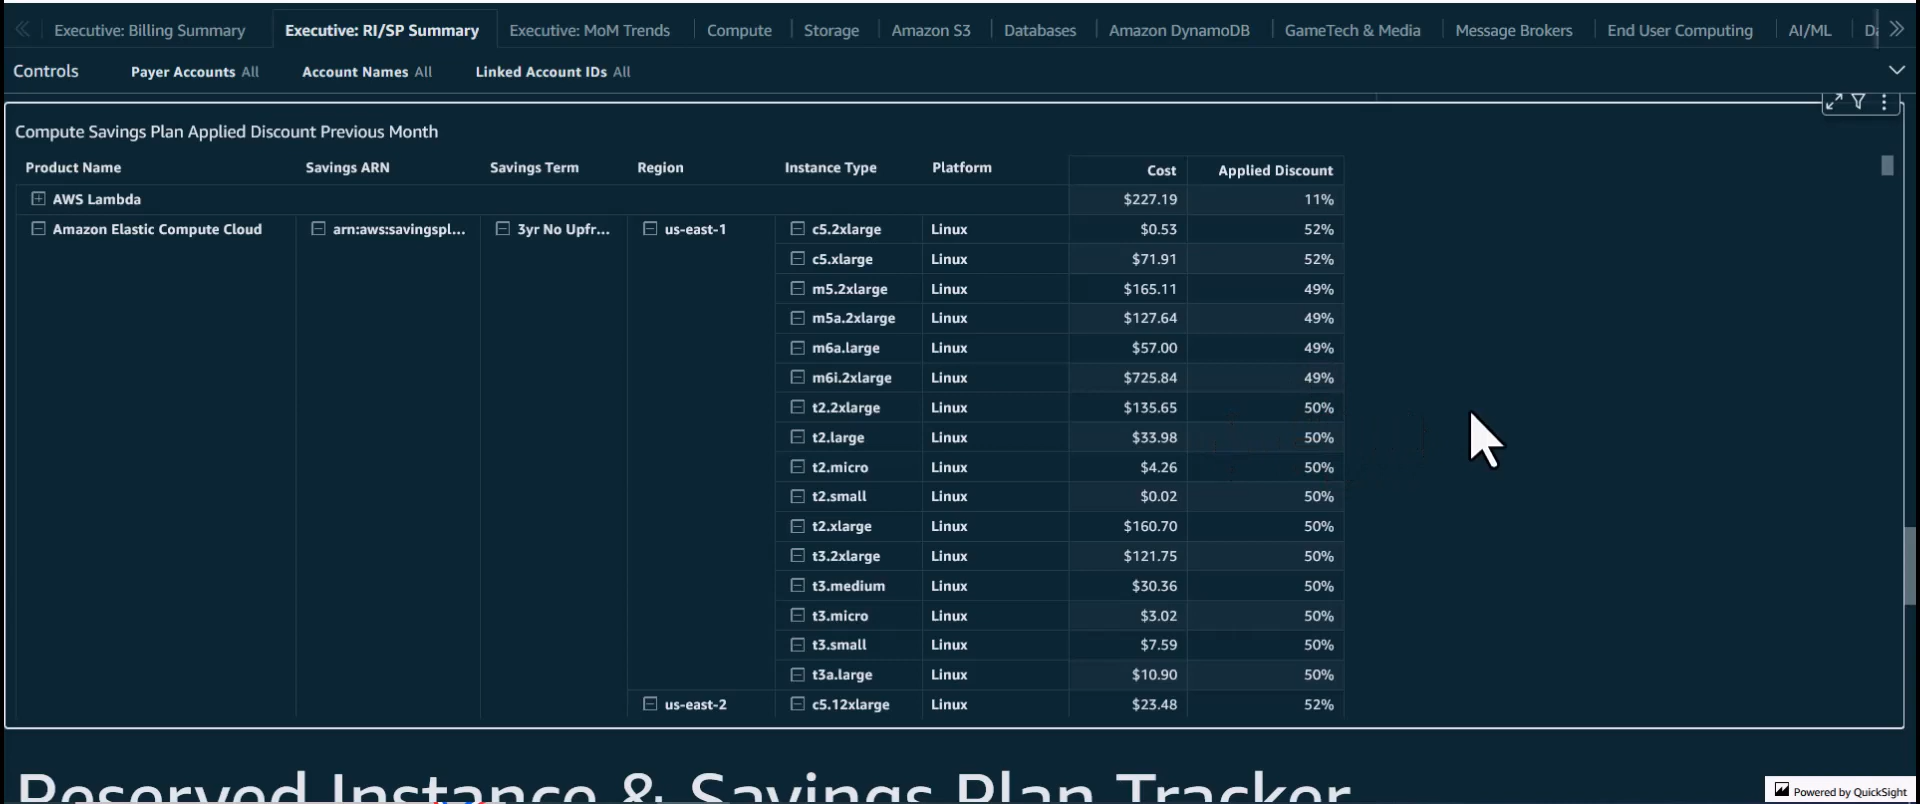 Executive: Billing Summary Executive: RI/SP Summary Executive: MoM Trends Compute Storage Amazon S3 Databases Amazon DynamoDB GameTech & Media Message Brokers End User Computing AI/ML
Controls Payer Accounts All Account Names All Linked Account IDs All
Compute Savings Plan Applied Discount Previous Month
Product Name Savings ARN Savings Term Region Instance Type Platform Cost Applied Discount
AWS Lambda $227.19 11%
Amazon Elastic Compute Cloud arn:aws:savingspl... 3yr No Upfr... us-east-1 c5.2xlarge Linux $0.53 52%
c5.xlarge Linux $71.91 52%
m5.2xlarge Linux $165.11 49%
m5a.2xlarge Linux $127.64 49%
m6a.large Linux $57.00 49%
m6i.2xlarge Linux $725.84 49%
t2.2xlarge Linux $135.65 50%
t2.large Linux $33.98 50%
t2.micro Linux $4.26 50%
t2.small Linux $0.02 50%
t2.xlarge Linux $160.70 50%
t3.2xlarge Linux $121.75 50%
t3.medium Linux $30.36 50%
t3.micro Linux $3.02 50%
t3.small Linux $7.59 50%
t3a.large Linux $10.90 50%
us-east-2 c5.12xlarge Linux $23.48 52%
Reserved Instance & Savings Plan Tracker
Powered by QuickSight